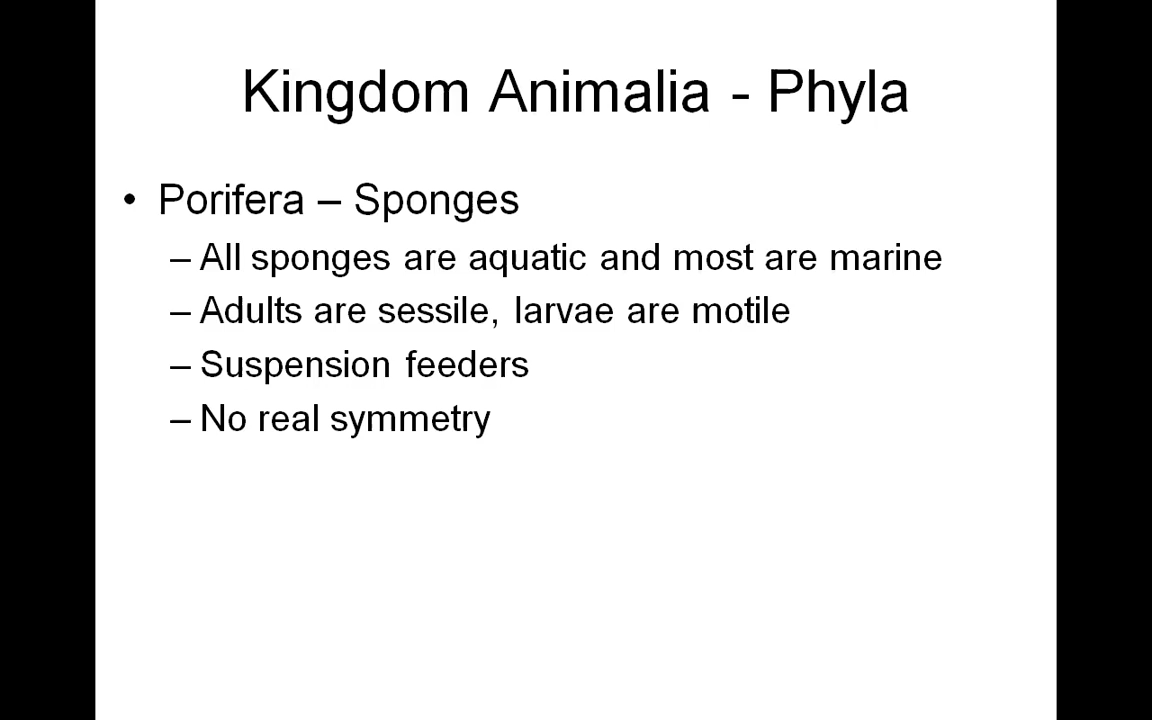 Kingdom Animalia - Phyla
• Porifera – Sponges
– All sponges are aquatic and most are marine
– Adults are sessile, larvae are motile
– Suspension feeders
– No real symmetry